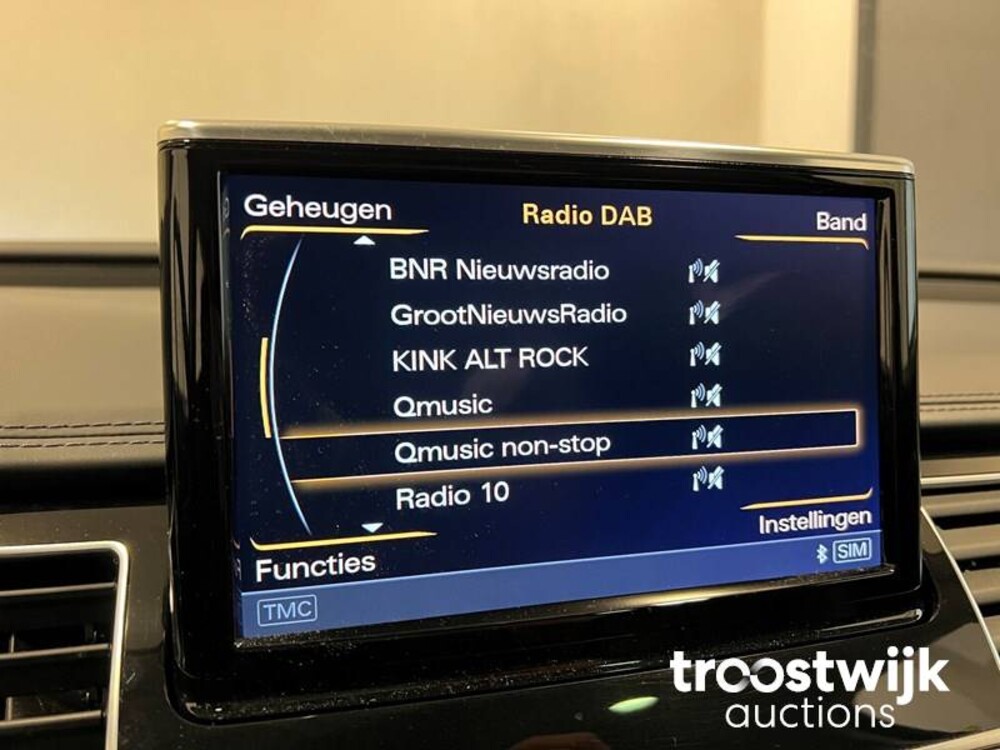 Geheugen
Radio DAB
Band
BNR Nieuwsradio
GrootNieuwsRadio
KINK ALT ROCK
Qmusic
Qmusic non-stop
Radio 10
Instellingen
Functies
SIM
TMC
troostwijk
auctions